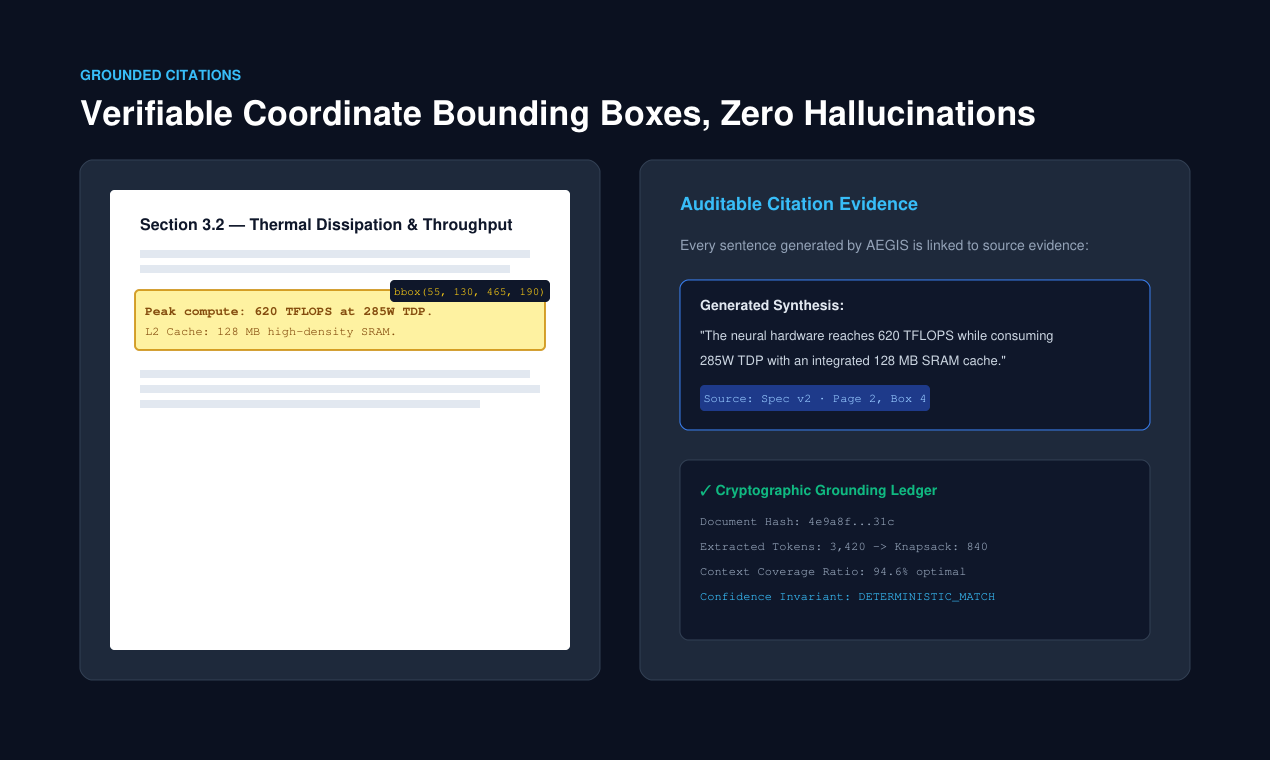 GROUNDED CITATIONS
Verifiable Coordinate Bounding Boxes, Zero Hallucinations
Section 3.2 — Thermal Dissipation & Throughput
bbox(55, 130, 465, 190)
Peak compute: 620 TFLOPS at 285W TDP.
L2 Cache: 128 MB high-density SRAM.
Auditable Citation Evidence
Every sentence generated by AEGIS is linked to source evidence:
Generated Synthesis:
"The neural hardware reaches 620 TFLOPS while consuming
285W TDP with an integrated 128 MB SRAM cache."
Source: Spec v2 · Page 2, Box 4
✓ Cryptographic Grounding Ledger
Document Hash: 4e9a8f...31c
Extracted Tokens: 3,420 -> Knapsack: 840
Context Coverage Ratio: 94.6% optimal
Confidence Invariant: DETERMINISTIC_MATCH